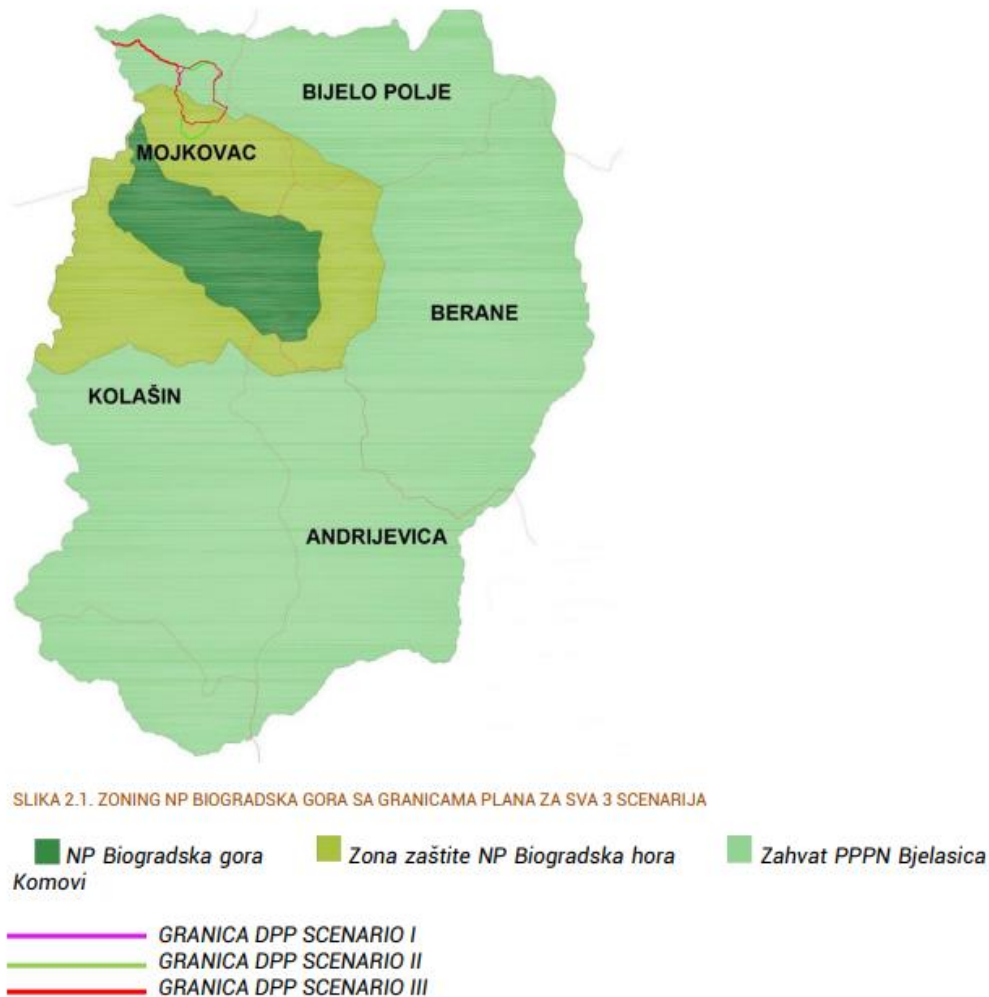 BIJELO POLJE
MOJKOVAC
BERANE
KOLAŠIN
ANDRIJEVICA
SLIKA 2.1. ZONING NP BIOGRADSKA GORA SA GRANICAMA PLANA ZA SVA 3 SCENARIJA
NP Biogradska gora Zona zaštite NP Biogradska hora Zahvat PPPN Bjelasica
Komovi
GRANICA DPP SCENARIO I
GRANICA DPP SCENARIO II
GRANICA DPP SCENARIO III